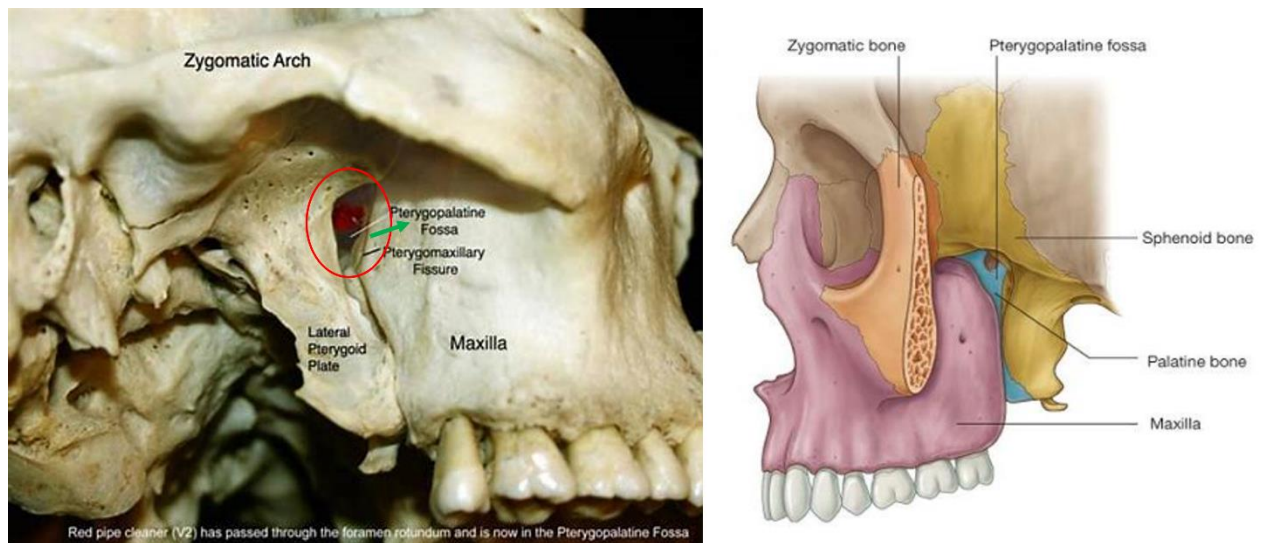 Zygomatic Arch
Pterygopalatine
Fossa
Pterygomaxillary
Fissure
Lateral
Pterygoid
Plate
Maxilla
Red pipe cleaner (V2) has passed through the foramen rotundum and is now in the Pterygopalatine Fossa
Zygomatic bone
Pterygopalatine fossa
Sphenoid bone
Palatine bone
Maxilla